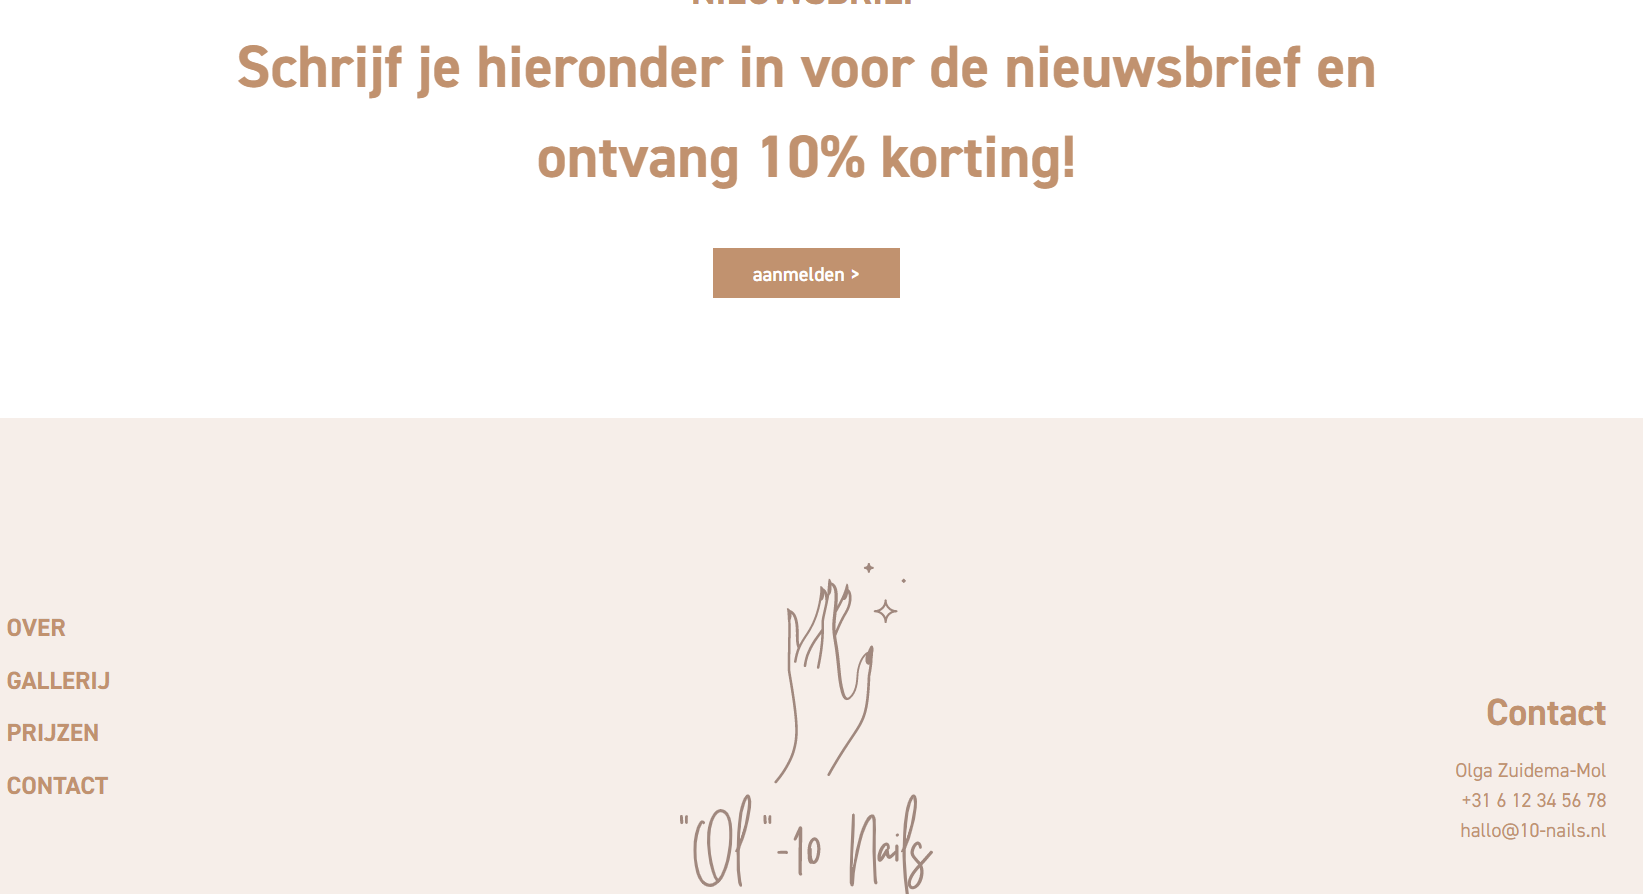 NIEUWSBRIEF
Schrijf je hieronder in voor de nieuwsbrief en
ontvang 10% korting!
aanmelden >
OVER
GALLERIJ
PRIJZEN
CONTACT
"Ol"-10 Nails
Contact
Olga Zuidema-Mol
+31 6 12 34 56 78
hallo@10-nails.nl